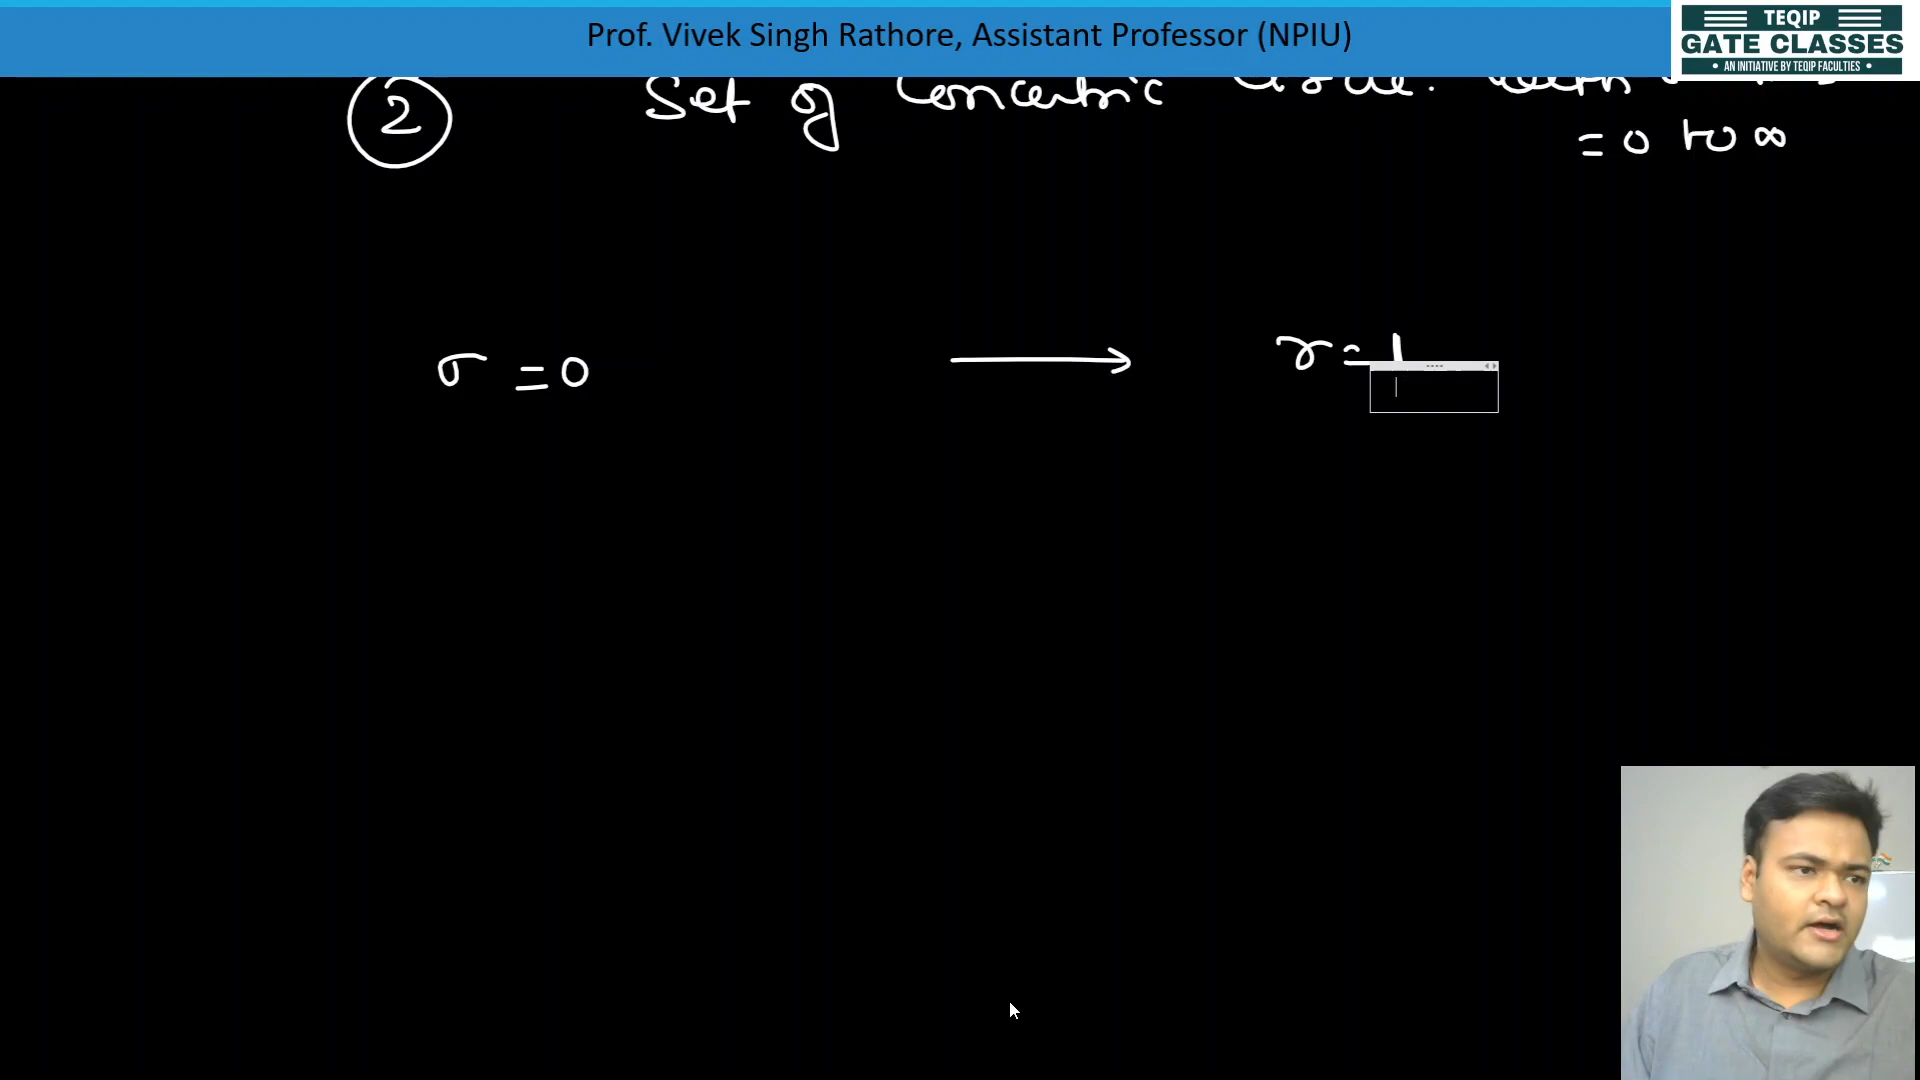 Prof. Vivek Singh Rathore, Assistant Professor (NPIU)
TEQIP
GATE CLASSES
• AN INITIATIVE BY TEQIP FACULTIES •
2 Set of Concentric
= 0 to ∞
σ = 0 → r = 1